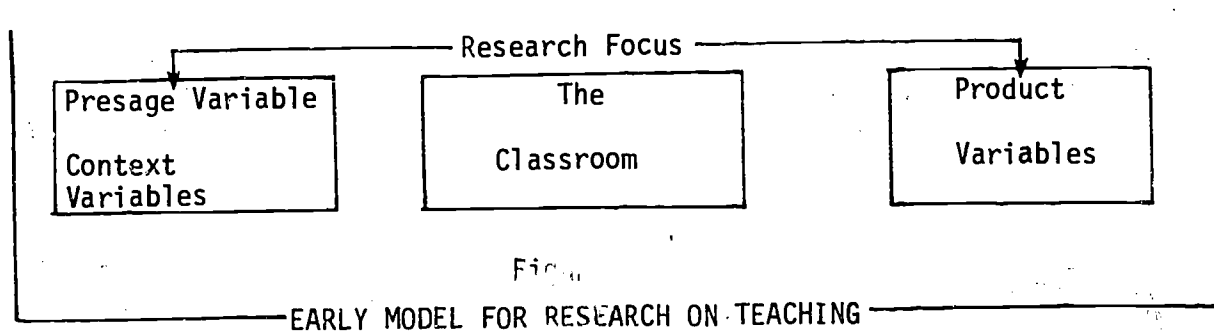 Research Focus
Presage Variable
Context
Variables
The
Classroom
Product
Variables
EARLY MODEL FOR RESEARCH ON TEACHING